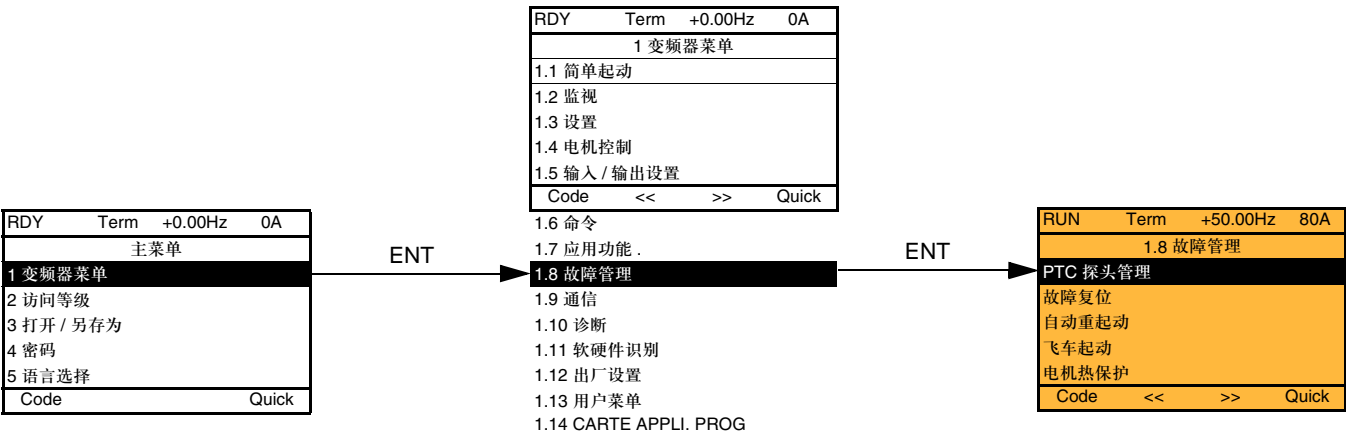 RDY Term +0.00Hz 0A
主菜单
1 变频器菜单
2 访问等级
3 打开 / 另存为
4 密码
5 语言选择
Code Quick
ENT
RDY Term +0.00Hz 0A
1 变频器菜单
1.1 简单起动
1.2 监视
1.3 设置
1.4 电机控制
1.5 输入 / 输出设置
Code << >> Quick
1.6 命令
1.7 应用功能 .
1.8 故障管理
1.9 通信
1.10 诊断
1.11 软硬件识别
1.12 出厂设置
1.13 用户菜单
1.14 CARTE APPLI. PROG
ENT
RUN Term +50.00Hz 80A
1.8 故障管理
PTC 探头管理
故障复位
自动重起动
飞车起动
电机热保护
Code << >> Quick